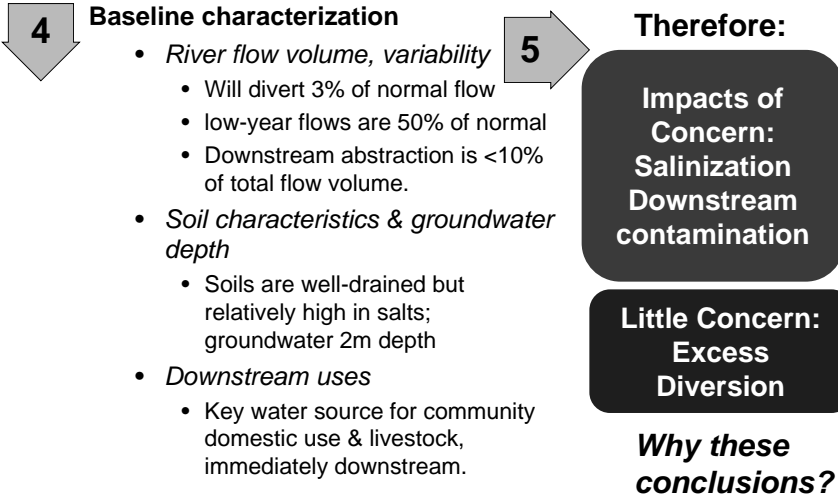 4
Baseline characterization
• River flow volume, variability
• Will divert 3% of normal flow
• low-year flows are 50% of normal
• Downstream abstraction is <10%
of total flow volume.
• Soil characteristics & groundwater
depth
• Soils are well-drained but
relatively high in salts;
groundwater 2m depth
• Downstream uses
• Key water source for community
domestic use & livestock,
immediately downstream.
5
Therefore:
Impacts of
Concern:
Salinization
Downstream
contamination
Little Concern:
Excess
Diversion
Why these
conclusions?